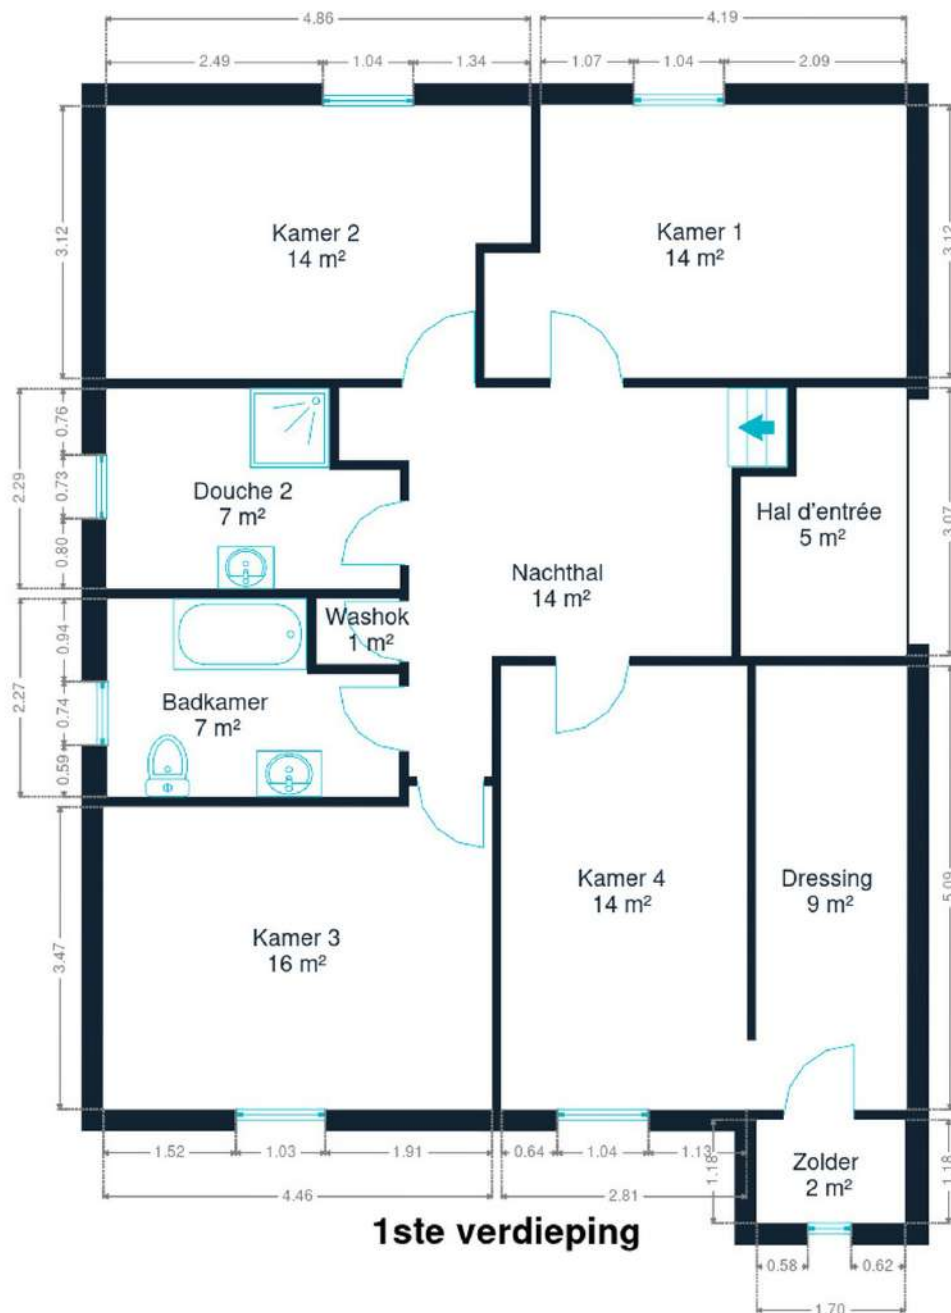 4.86
4.19
2.49
1.04
1.34
1.07
1.04
2.09
3.12
Kamer 2
14 m²
Kamer 1
14 m²
3.12
2.29
0.76
0.73
0.80
Douche 2
7 m²
Hal d'entrée
5 m²
3.07
Nachthal
14 m²
Washok
1 m²
2.27
0.94
0.74
0.59
Badkamer
7 m²
3.47
Kamer 3
16 m²
Kamer 4
14 m²
Dressing
9 m²
5.09
1.52
1.03
1.91
0.64
1.04
1.13
1.18
Zolder
2 m²
1.18
4.46
2.81
1ste verdieping
0.58
0.62
1.70